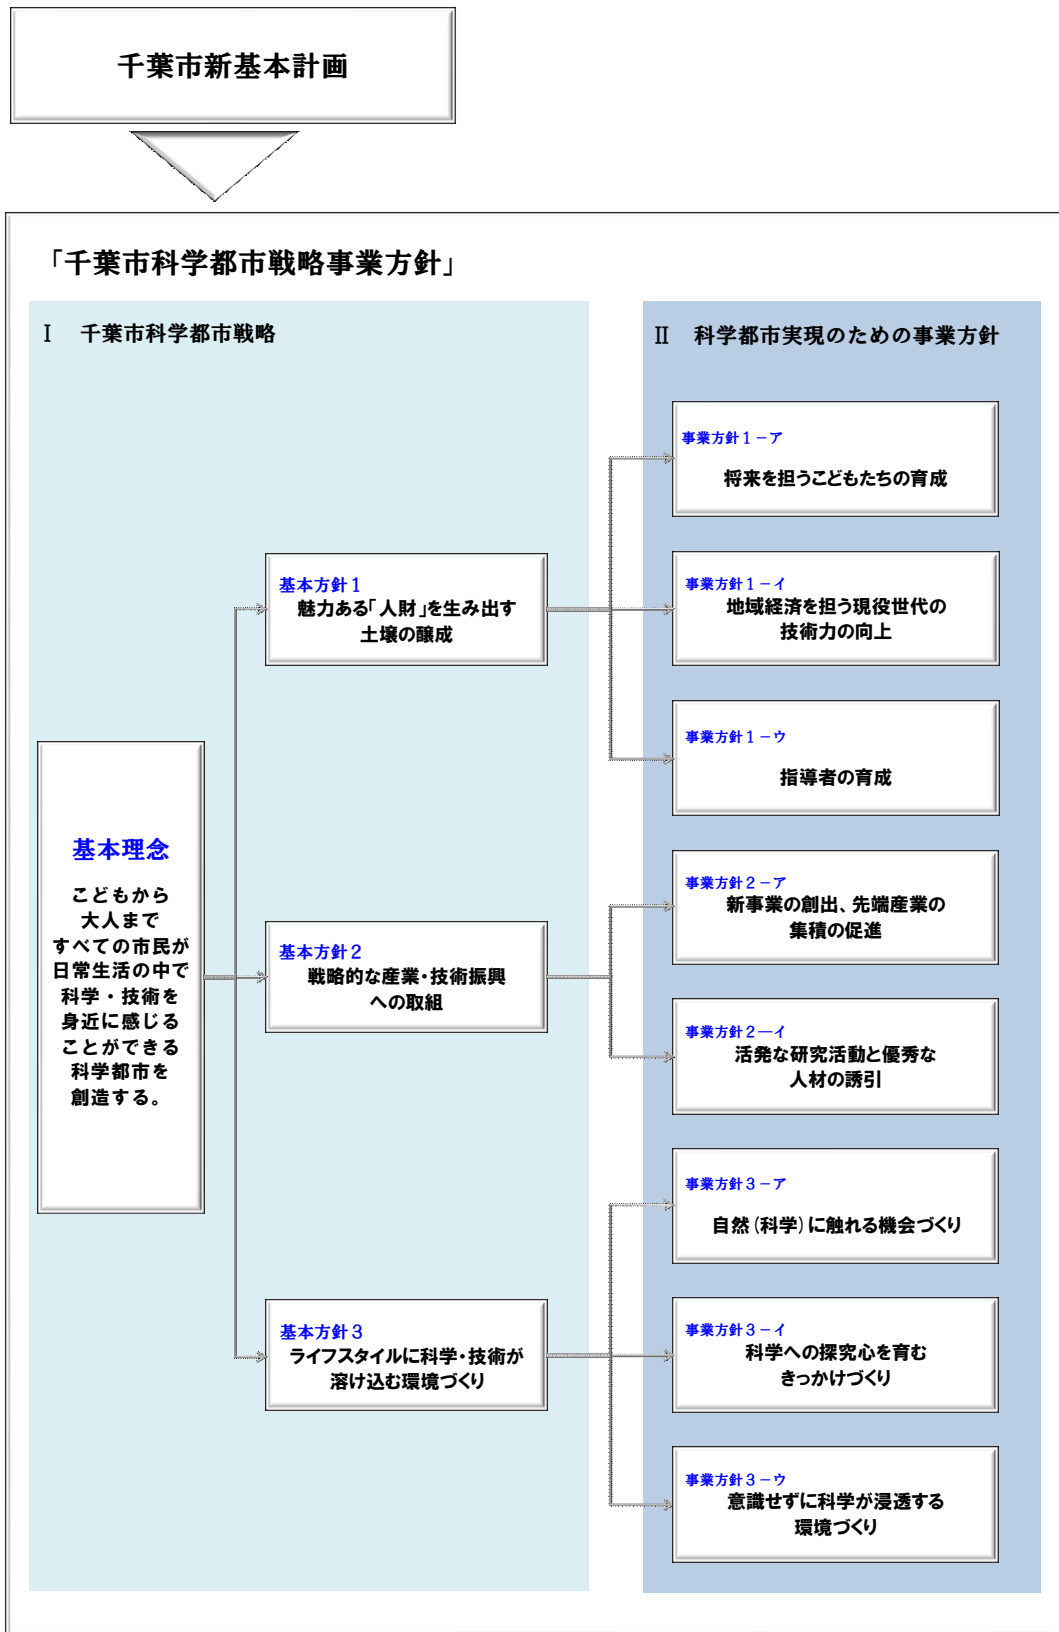 千葉市新基本計画
「千葉市科学都市戦略事業方針」
Ⅰ 千葉市科学都市戦略
基本理念
こどもから
大人まで
すべての市民が
日常生活の中で
科学・技術を
身近に感じる
ことができる
科学都市を
創造する。
基本方針1
魅力ある「人財」を生み出す
土壌の醸成
基本方針2
戦略的な産業・技術振興
への取組
基本方針3
ライフスタイルに科学・技術が
溶け込む環境づくり
Ⅱ 科学都市実現のための事業方針
事業方針1-ア
将来を担うこどもたちの育成
事業方針1-イ
地域経済を担う現役世代の
技術力の向上
事業方針1-ウ
指導者の育成
事業方針2-ア
新事業の創出、先端産業の
集積の促進
事業方針2―イ
活発な研究活動と優秀な
人材の誘引
事業方針3-ア
自然(科学)に触れる機会づくり
事業方針3-イ
科学への探究心を育む
きっかけづくり
事業方針3-ウ
意識せずに科学が浸透する
環境づくり